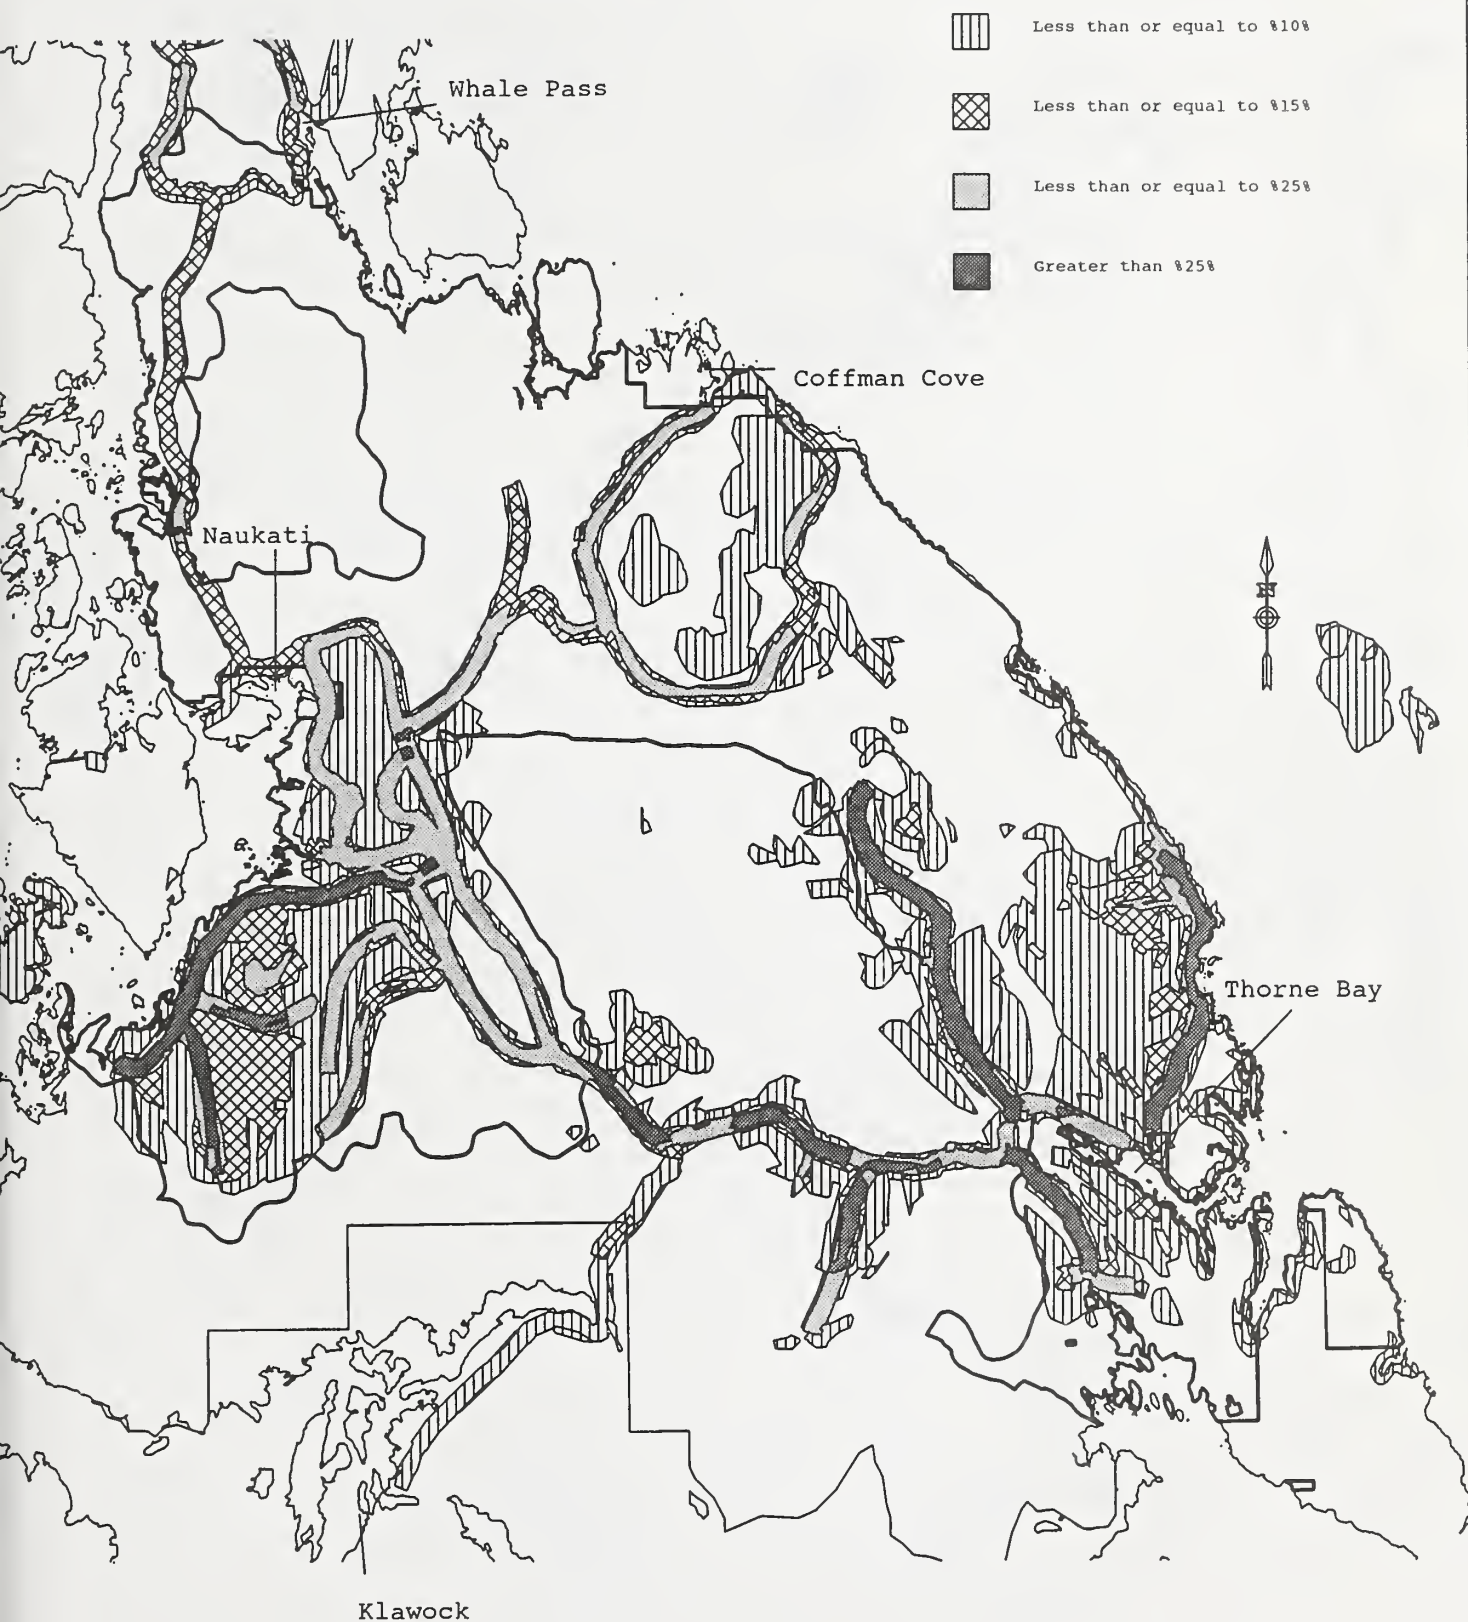 Less than or equal to %10%
Whale Pass
Less than or equal to %15%
Less than or equal to %25%
Greater than %25%
Coffman Cove
Naukati
Thorne Bay
Klawock